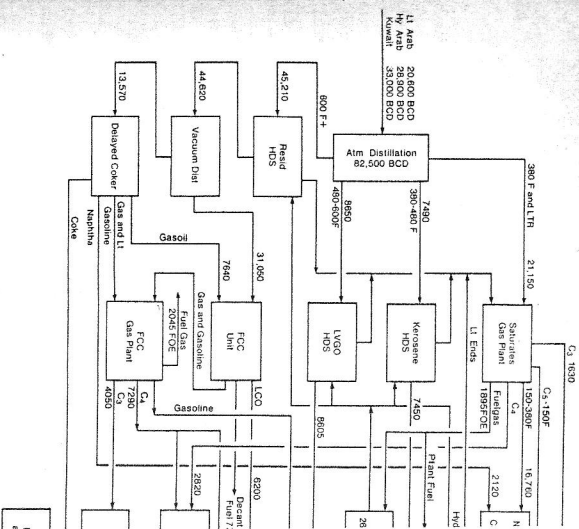 Lt Arab 20,600 BCD
Hy Arab 28,900 BCD
Kuwait 33,000 BCD
Atm Distillation
82,500 BCD
600 F+
45,210
44,620
13,570
Resid
HDS
Vacuum Dist
Delayed Coker
380 F and LTR
21,150
7490
380-480 F
8650
480-600F
31,050
Gasoil
7640
Gas and Lt
Gasoline
Naphtha
Coke
Saturates
Gas Plant
Kerosene
HDS
LVGO
HDS
FCC
Unit
FCC
Gas Plant
Lt Ends
Gas and Gasoline
Fuel Gas
2045 FOE
C3 1630
C5-150F
150-380F
C4
Fuelgas
1895FOE
7450
8605
LCO
6200
Gasoline
C4
7290
C3
4050
16,760
2120
Plant Fuel
Hyd
Decant
Fuel 7
2820
26
N
C